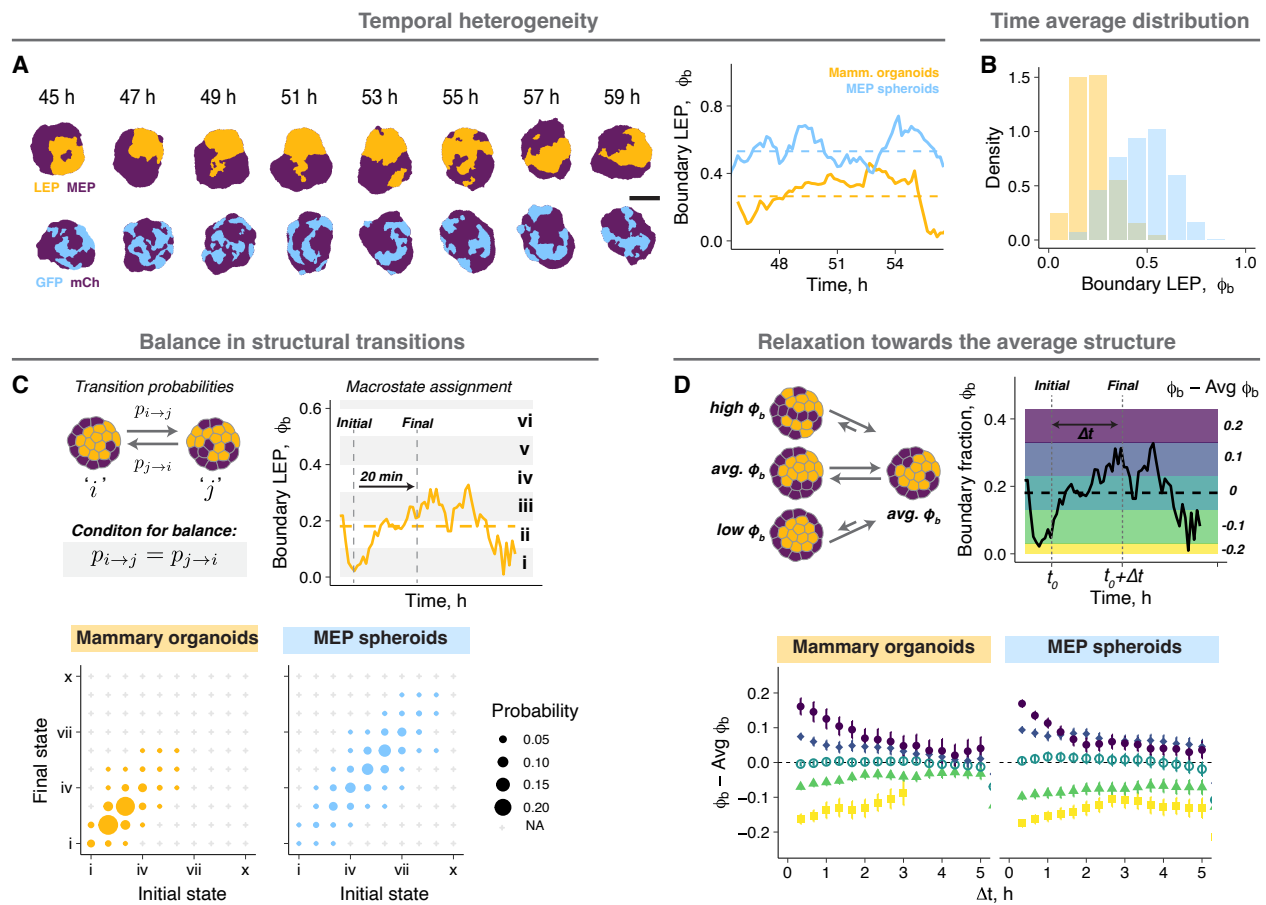 Temporal heterogeneity
Time average distribution
A
45 h 47 h 49 h 51 h 53 h 55 h 57 h 59 h
LEP MEP
GFP mCh
Mamm. organoids
MEP spheroids
Boundary LEP, ϕb
0.8
0.4
0.0
48 51 54
Time, h
B
Density
1.5
1.0
0.5
0.0
0.0 0.5 1.0
Boundary LEP, ϕb
Balance in structural transitions
Relaxation towards the average structure
C
Transition probabilities
pi→j
pj→i
‘i’ ‘j’
Conditon for balance:
pi→j = pj→i
Macrostate assignment
Boundary LEP, ϕb
0.6
0.4
0.2
0.0
Initial Final
20 min
vi
v
iv
iii
ii
i
Time, h
Mammary organoids
MEP spheroids
Final state
x
vii
iv
i
i iv vii x
Initial state
i iv vii x
Initial state
Probability
0.05
0.10
0.15
0.20
NA
D
high ϕb
avg. ϕb
low ϕb
avg. ϕb
Initial Final
ϕb – Avg ϕb
Boundary fraction, ϕb
0.4
0.2
0.0
Δt
0.2
0.1
0
-0.1
-0.2
t0 t0+Δt
Time, h
Mammary organoids
MEP spheroids
ϕb – Avg ϕb
0.2
0.1
0.0
−0.1
−0.2
0 1 2 3 4 5
0 1 2 3 4 5
Δt, h